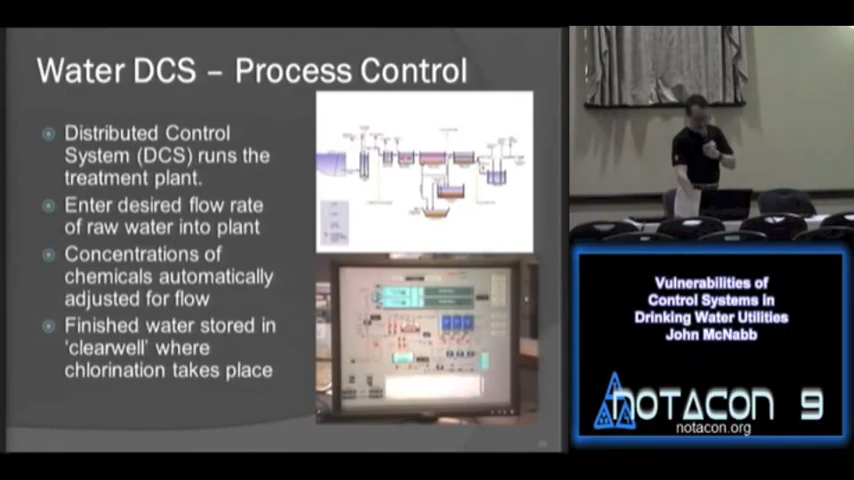 Water DCS – Process Control
Distributed Control
System (DCS) runs the
treatment plant.
Enter desired flow rate
of raw water into plant
Concentrations of
chemicals automatically
adjusted for flow
Finished water stored in
‘clearwell’ where
chlorination takes place
Vulnerabilities of
Control Systems in
Drinking Water Utilities
John McNabb
NOTACON 9
notacon.org